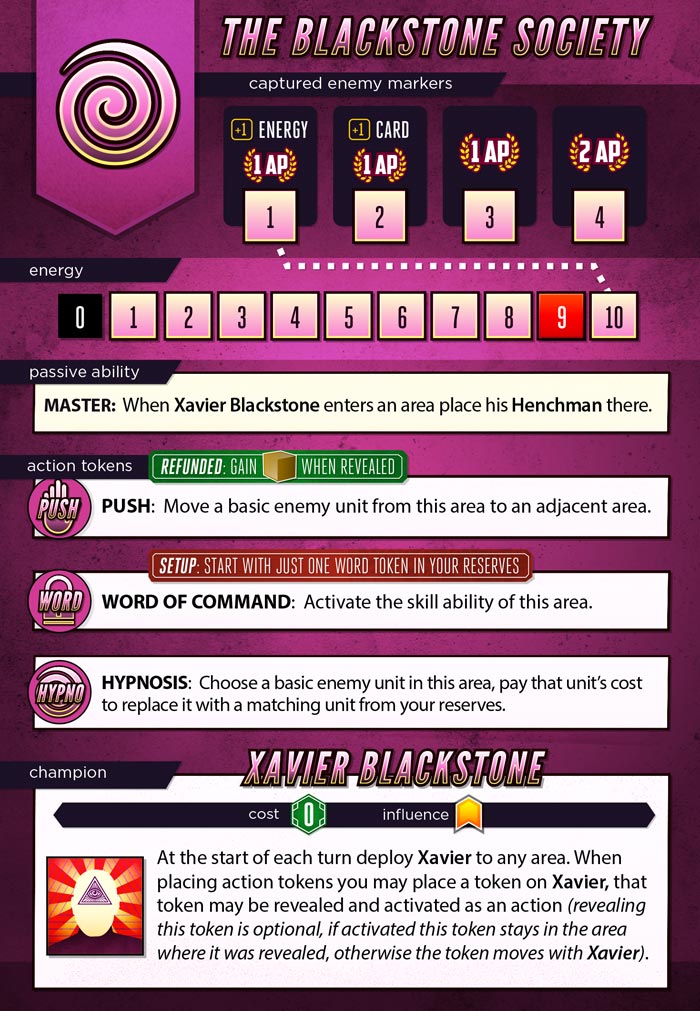 THE BLACKSTONE SOCIETY
captured enemy markers
+1 ENERGY
1 AP
1
+1 CARD
1 AP
2
1 AP
3
2 AP
4
energy
0 1 2 3 4 5 6 7 8 9 10
passive ability
MASTER: When Xavier Blackstone enters an area place his Henchman there.
action tokens
REFUNDED: GAIN WHEN REVEALED
PUSH
PUSH: Move a basic enemy unit from this area to an adjacent area.
SETUP: START WITH JUST ONE WORD TOKEN IN YOUR RESERVES
WORD
WORD OF COMMAND: Activate the skill ability of this area.
HYPNO
HYPNOSIS: Choose a basic enemy unit in this area, pay that unit's cost
to replace it with a matching unit from your reserves.
champion
XAVIER BLACKSTONE
cost 0 influence
At the start of each turn deploy Xavier to any area. When
placing action tokens you may place a token on Xavier, that
token may be revealed and activated as an action (revealing
this token is optional, if activated this token stays in the area
where it was revealed, otherwise the token moves with Xavier).